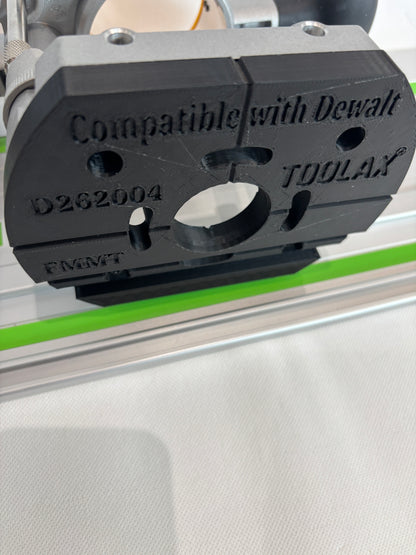 Compatible with Dewalt
TOOLAX®
D262004
FMMT